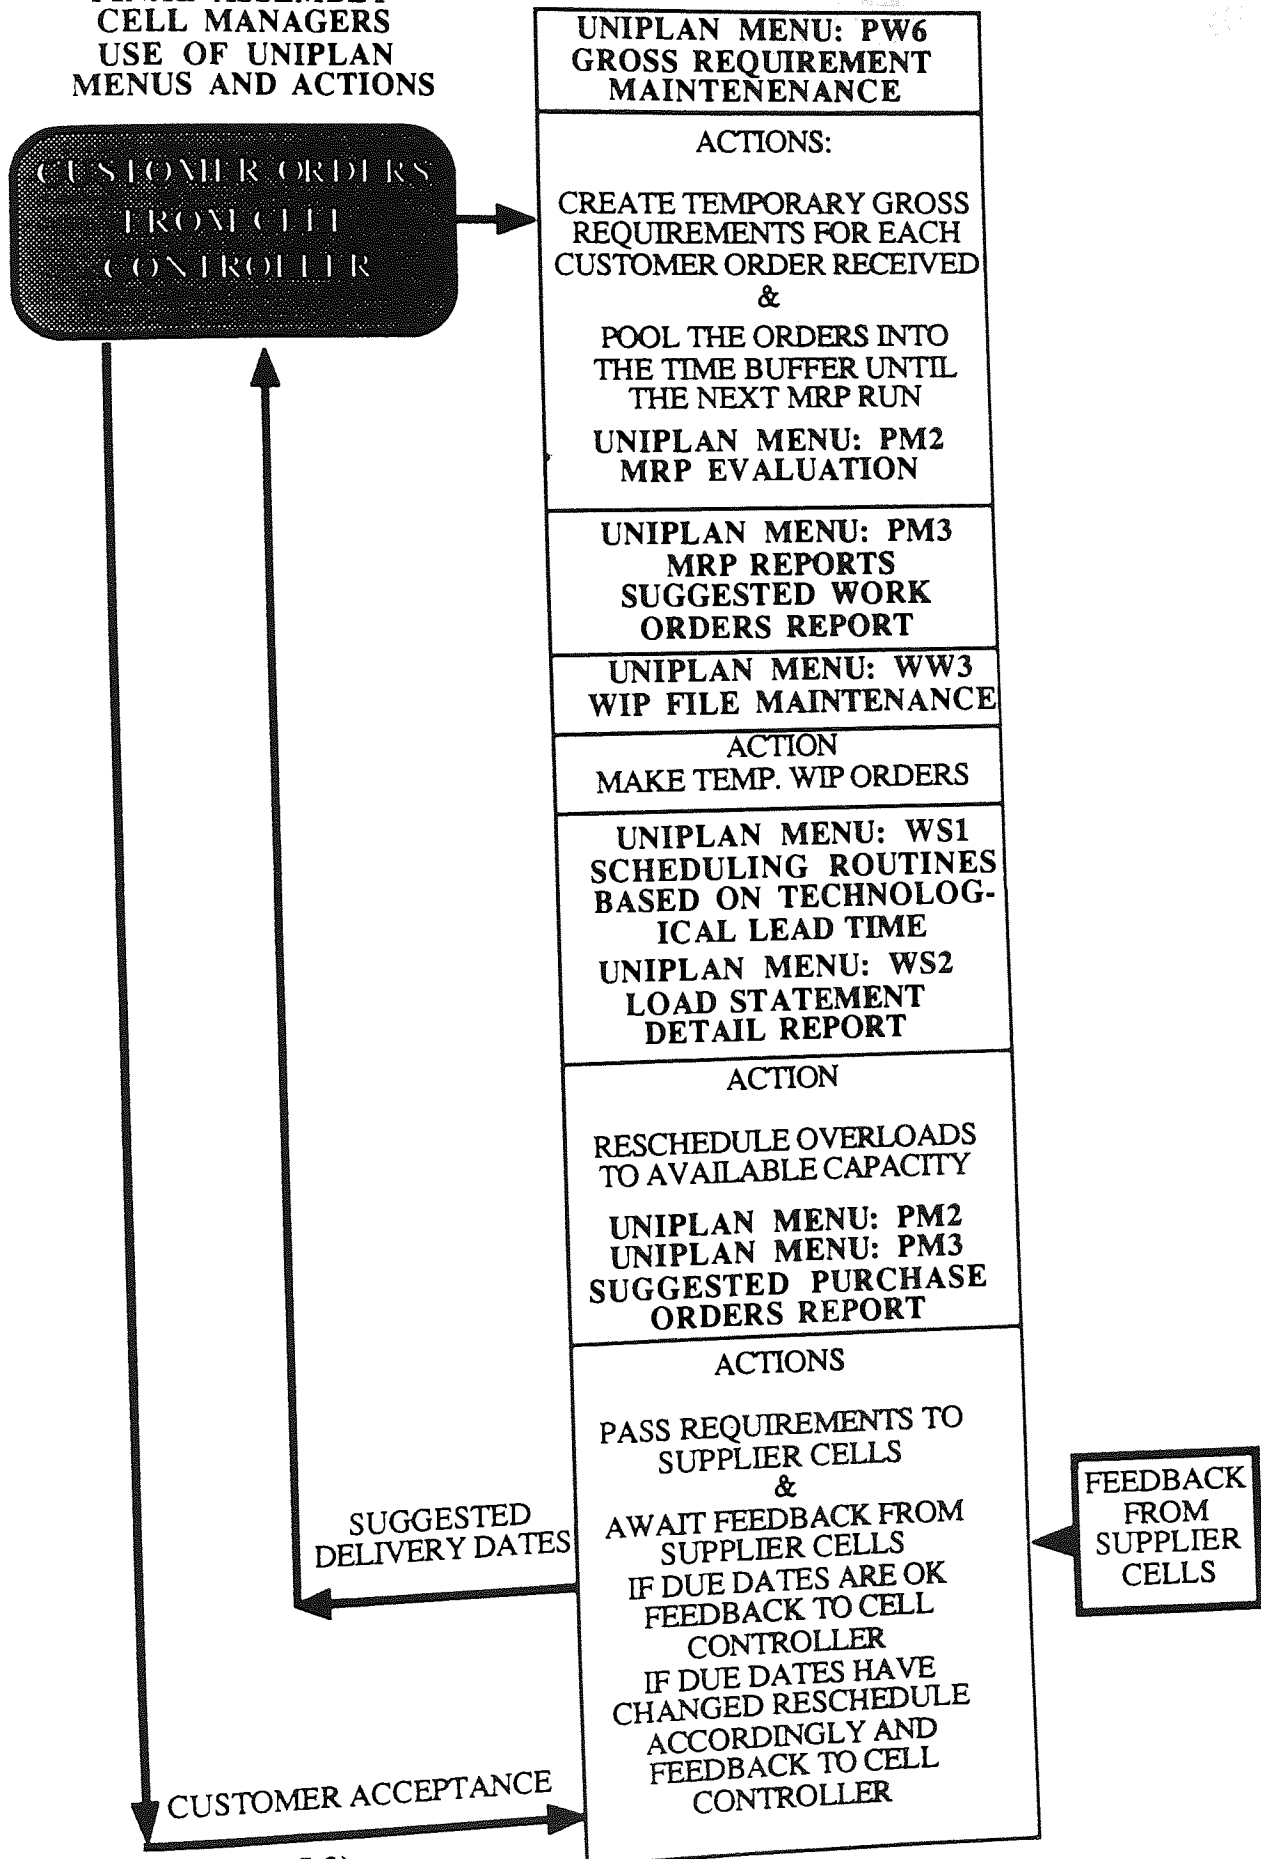 CELL MANAGERS
USE OF UNIPLAN
MENUS AND ACTIONS
CUSTOMER ORDERS
FROM CELL
CONTROLLER
UNIPLAN MENU: PW6
GROSS REQUIREMENT
MAINTENENANCE
ACTIONS:
CREATE TEMPORARY GROSS
REQUIREMENTS FOR EACH
CUSTOMER ORDER RECEIVED
&
POOL THE ORDERS INTO
THE TIME BUFFER UNTIL
THE NEXT MRP RUN
UNIPLAN MENU: PM2
MRP EVALUATION
UNIPLAN MENU: PM3
MRP REPORTS
SUGGESTED WORK
ORDERS REPORT
UNIPLAN MENU: WW3
WIP FILE MAINTENANCE
ACTION
MAKE TEMP. WIP ORDERS
UNIPLAN MENU: WS1
SCHEDULING ROUTINES
BASED ON TECHNOLOG-
ICAL LEAD TIME
UNIPLAN MENU: WS2
LOAD STATEMENT
DETAIL REPORT
ACTION
RESCHEDULE OVERLOADS
TO AVAILABLE CAPACITY
UNIPLAN MENU: PM2
UNIPLAN MENU: PM3
SUGGESTED PURCHASE
ORDERS REPORT
ACTIONS
PASS REQUIREMENTS TO
SUPPLIER CELLS
&
AWAIT FEEDBACK FROM
SUPPLIER CELLS
IF DUE DATES ARE OK
FEEDBACK TO CELL
CONTROLLER
IF DUE DATES HAVE
CHANGED RESCHEDULE
ACCORDINGLY AND
FEEDBACK TO CELL
CONTROLLER
FEEDBACK
FROM
SUPPLIER
CELLS
SUGGESTED
DELIVERY DATES
CUSTOMER ACCEPTANCE